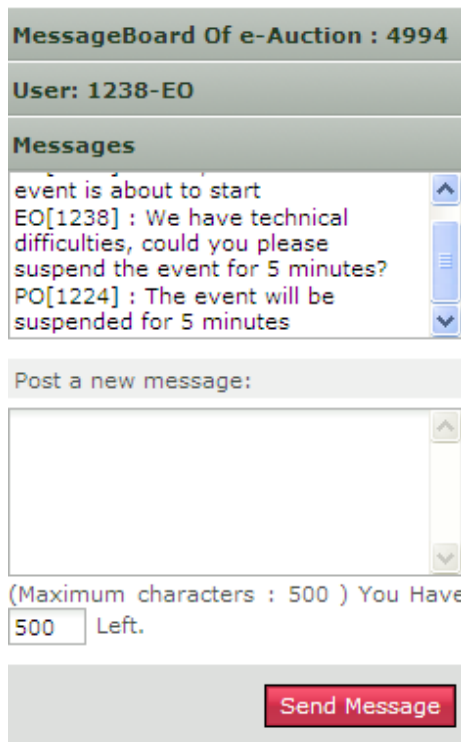 MessageBoard Of e-Auction : 4994
User: 1238-EO
Messages
event is about to start
EO[1238] : We have technical
difficulties, could you please
suspend the event for 5 minutes?
PO[1224] : The event will be
suspended for 5 minutes
Post a new message:
(Maximum characters : 500 ) You Have
500 Left.
Send Message